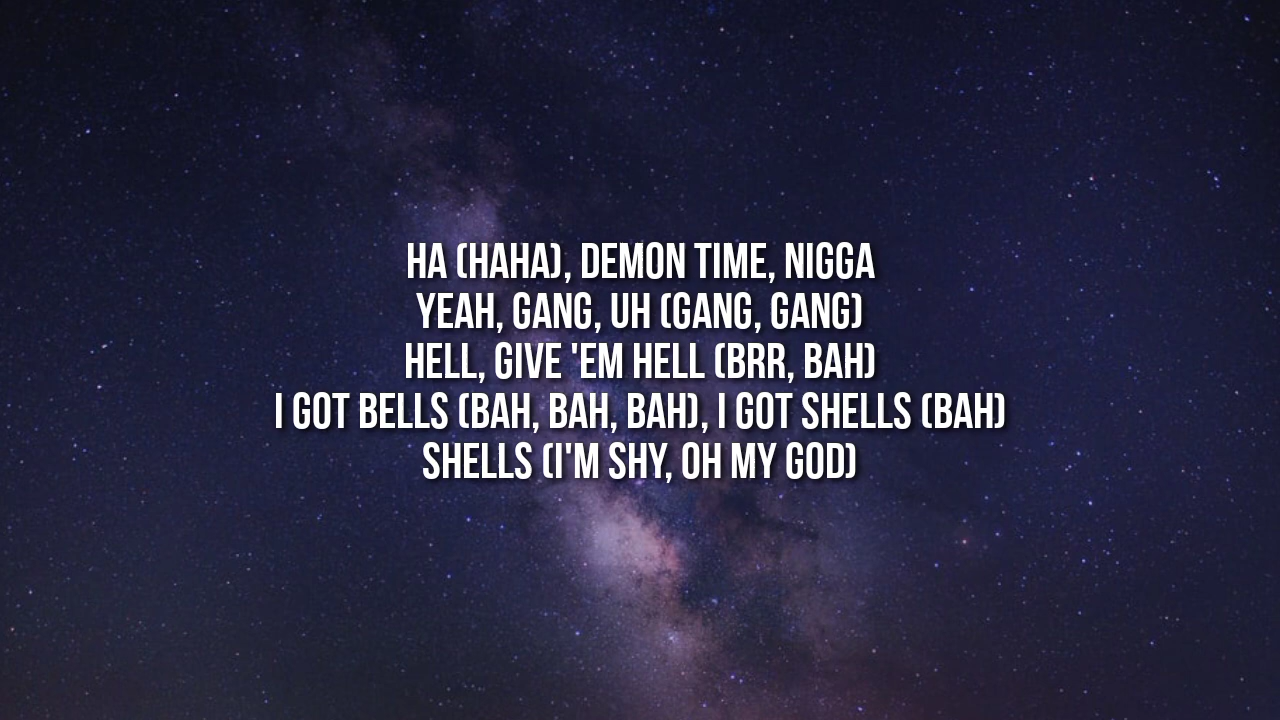 HA (HAHA), DEMON TIME, NIGGA
YEAH, GANG, UH (GANG, GANG)
HELL, GIVE 'EM HELL (BRR, BAH)
I GOT BELLS (BAH, BAH, BAH), I GOT SHELLS (BAH)
SHELLS (I'M SHY, OH MY GOD)